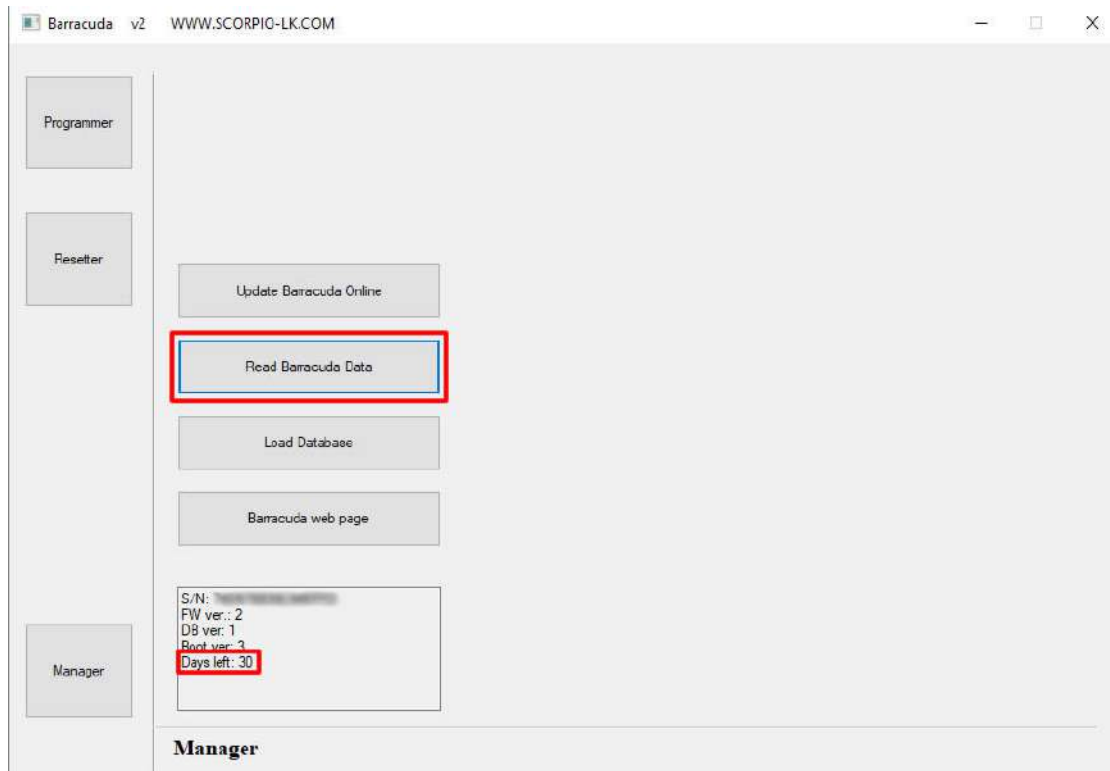 Barracuda v2 WWW.SCORPIO-LK.COM
Programmer
Resetter
Update Barracuda Online
Read Barracuda Data
Load Database
Barracuda web page
S/N:
FW ver.: 2
DB ver: 1
Boot ver: 3
Days left: 30
Manager
Manager